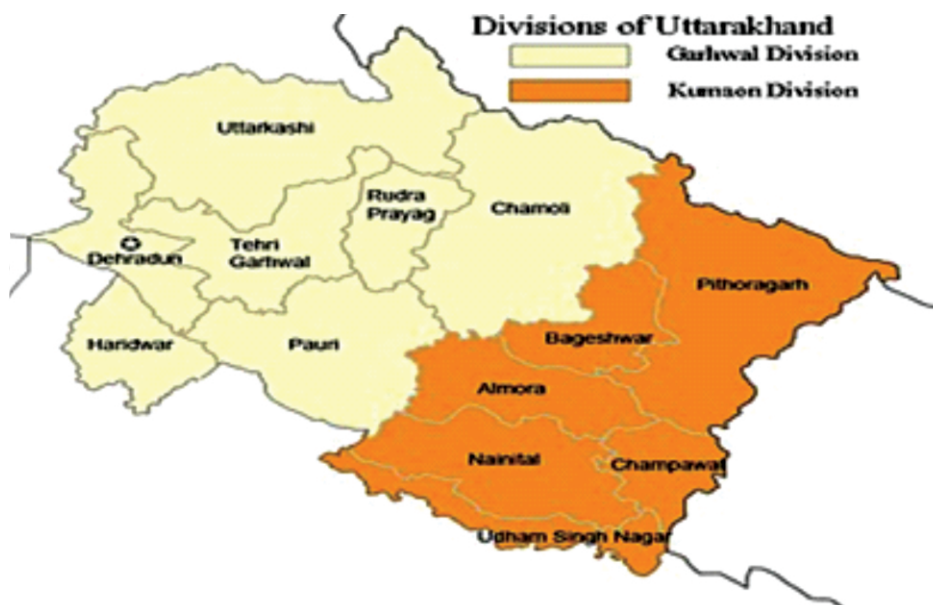 Divisions of Uttarakhand
Garhwal Division
Kumaon Division
Uttarkashi
Rudra
Prayag
Chamoli
Tehri
Garhwal
Dehradun
Pithoragarh
Haridwar
Pauri
Bageshwar
Almora
Nainital
Champawat
Udham Singh Nagar